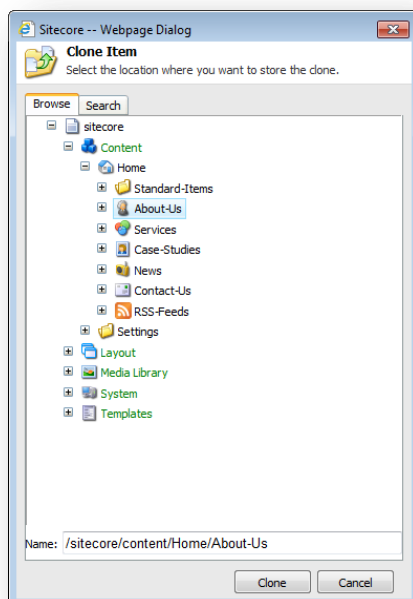 Sitecore -- Webpage Dialog
Clone Item
Select the location where you want to store the clone.
Browse Search
sitecore
Content
Home
Standard-Items
About-Us
Services
Case-Studies
News
Contact-Us
RSS-Feeds
Settings
Layout
Media Library
System
Templates
Name: /sitecore/content/Home/About-Us
Clone Cancel